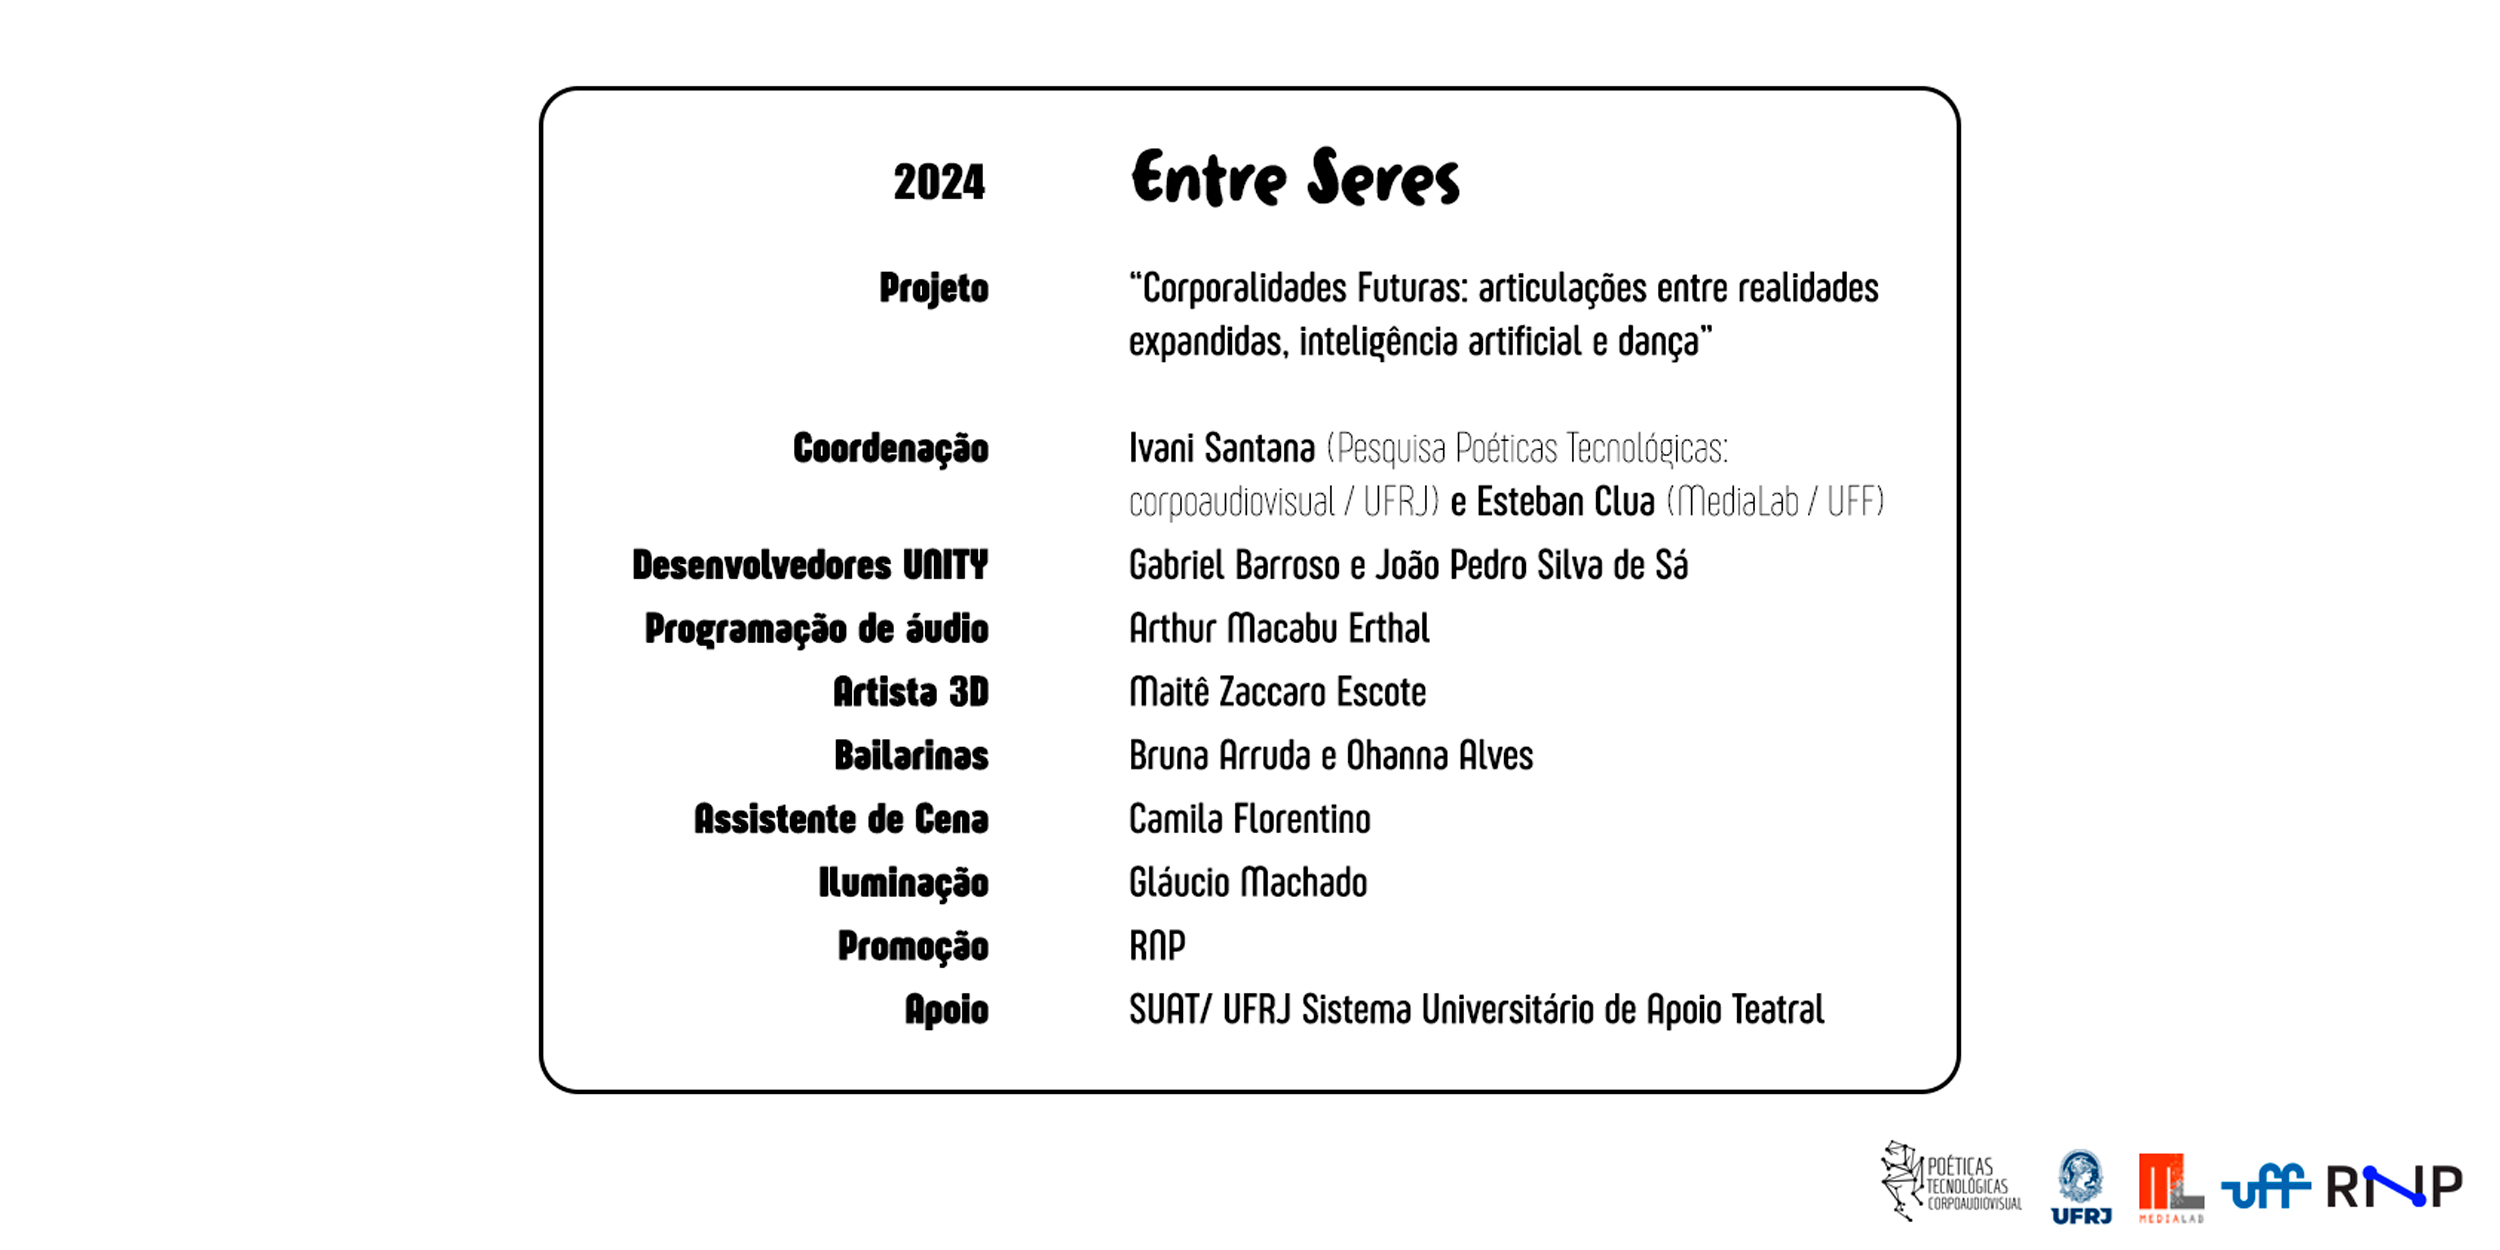 2024 Entre Seres
Projeto “Corporalidades Futuras: articulações entre realidades
expandidas, inteligência artificial e dança”
Coordenação Ivani Santana (Pesquisa Poéticas Tecnológicas:
corpoaudiovisual / UFRJ) e Esteban Clua (MediaLab / UFF)
Desenvolvedores UNITY Gabriel Barroso e João Pedro Silva de Sá
Programação de áudio Arthur Macabu Erthal
Artista 3D Maitê Zaccaro Escote
Bailarinas Bruna Arruda e Ohanna Alves
Assistente de Cena Camila Florentino
Iluminação Gláucio Machado
Promoção RNP
Apoio SUAT/ UFRJ Sistema Universitário de Apoio Teatral
POÉTICAS
TECNOLÓGICAS
CORPOAUDIOVISUAL
UFRJ
ML
MEDIALAB
uff
RNP